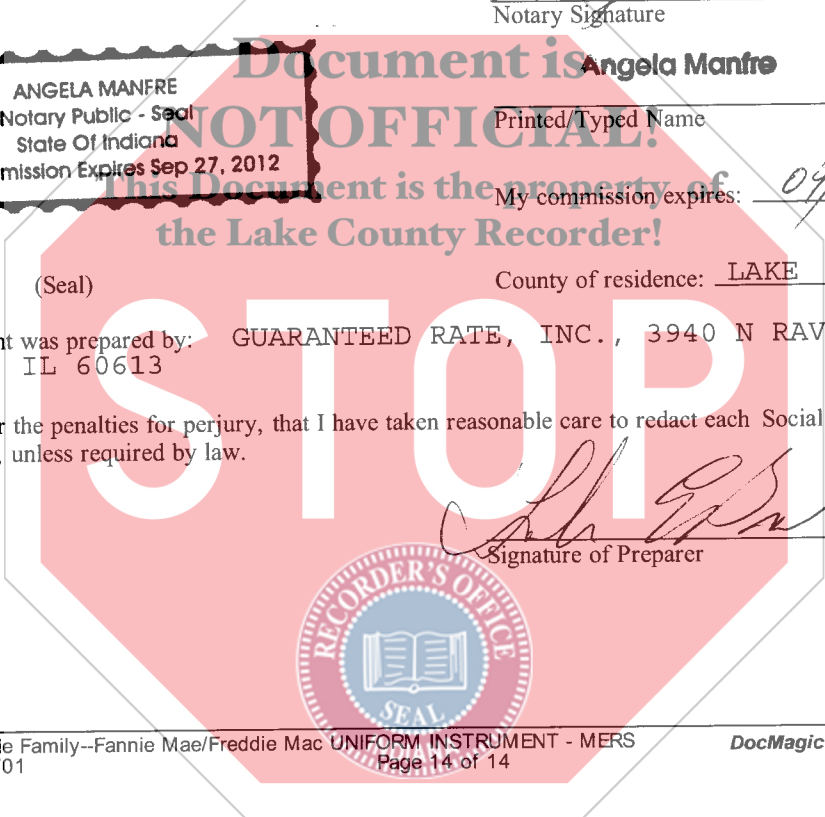 Notary Signature
Document is
Angela Manfre
ANGELA MANFRE
Notary Public - Seal
State Of Indiana
mission Expires Sep 27, 2012
NOT OFFICIAL!
Printed/Typed Name
This Document is the property of
My commission expires: 09/
the Lake County Recorder!
(Seal)
County of residence: LAKE
STOP
nt was prepared by: GUARANTEED RATE, INC., 3940 N RAV
IL 60613
r the penalties for perjury, that I have taken reasonable care to redact each Social
, unless required by law.
Signature of Preparer
RECORDER'S OFFICE
SEAL
ie Family--Fannie Mae/Freddie Mac UNIFORM INSTRUMENT - MERS
DocMagic
/01
Page 14 of 14